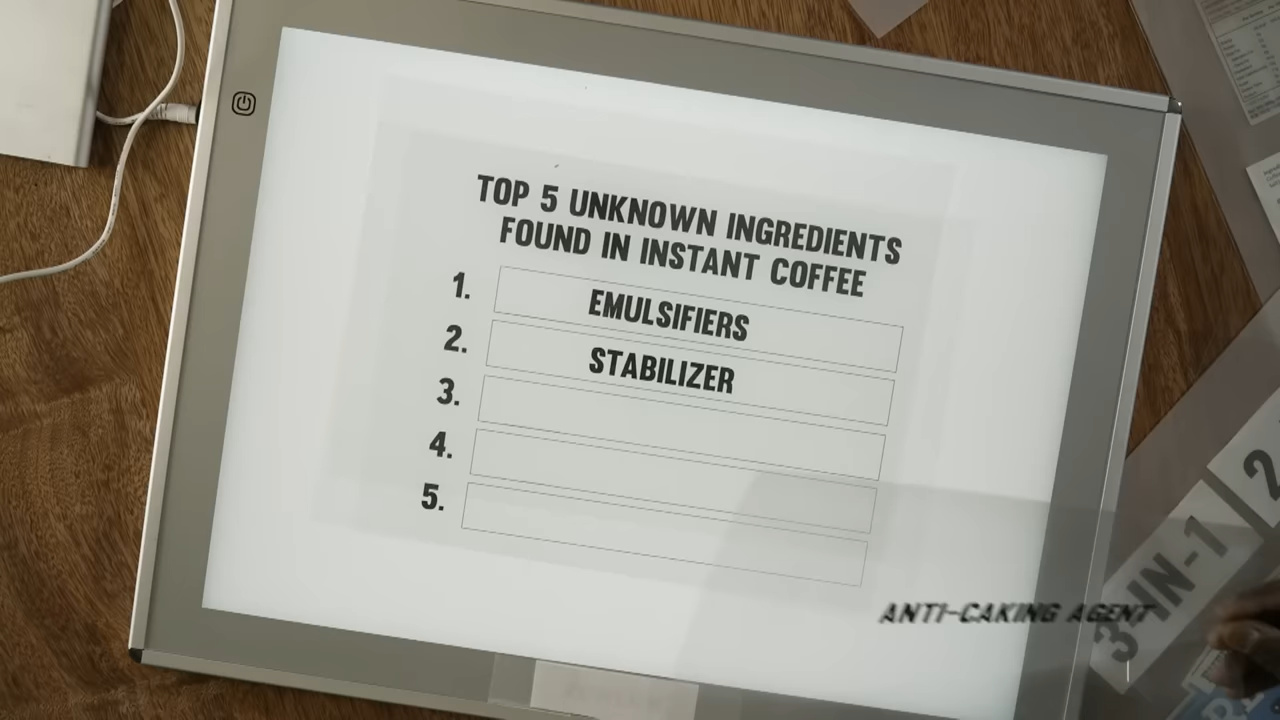 TOP 5 UNKNOWN INGREDIENTS
FOUND IN INSTANT COFFEE
1. EMULSIFIERS
2. STABILIZER
3.
4.
5.
ANTI-CAKING AGENT
3-IN-1
2